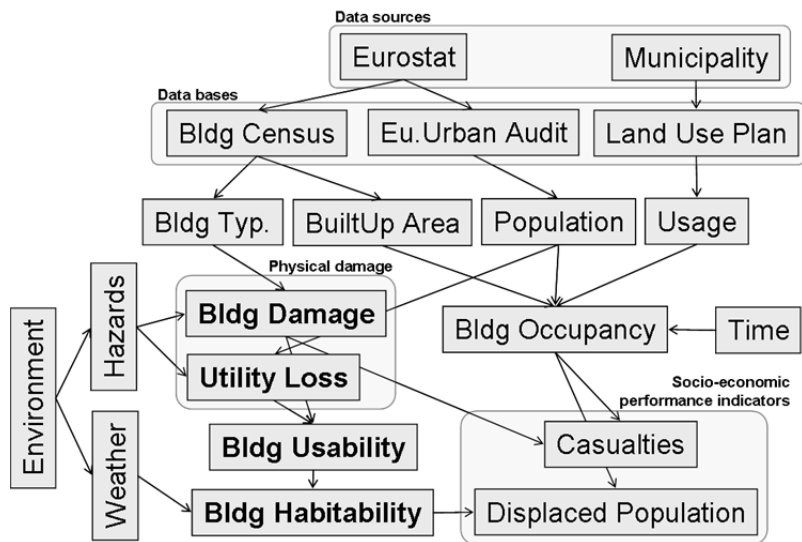 Data sources
Eurostat
Municipality
Data bases
Bldg Census
Eu.Urban Audit
Land Use Plan
Bldg Typ.
BuiltUp Area
Population
Usage
Physical damage
Environment
Hazards
Bldg Damage
Bldg Occupancy
Time
Utility Loss
Socio-economic
performance indicators
Weather
Bldg Usability
Casualties
Bldg Habitability
Displaced Population